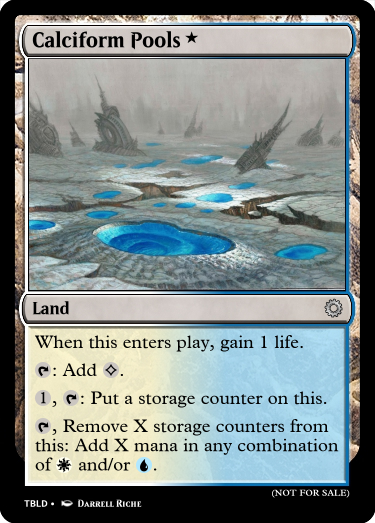 Calciform Pools ★
Land
When this enters play, gain 1 life.
: Add .
1, : Put a storage counter on this.
, Remove X storage counters from
this: Add X mana in any combination
of and/or .
(NOT FOR SALE)
TBLD • Darrell Riche